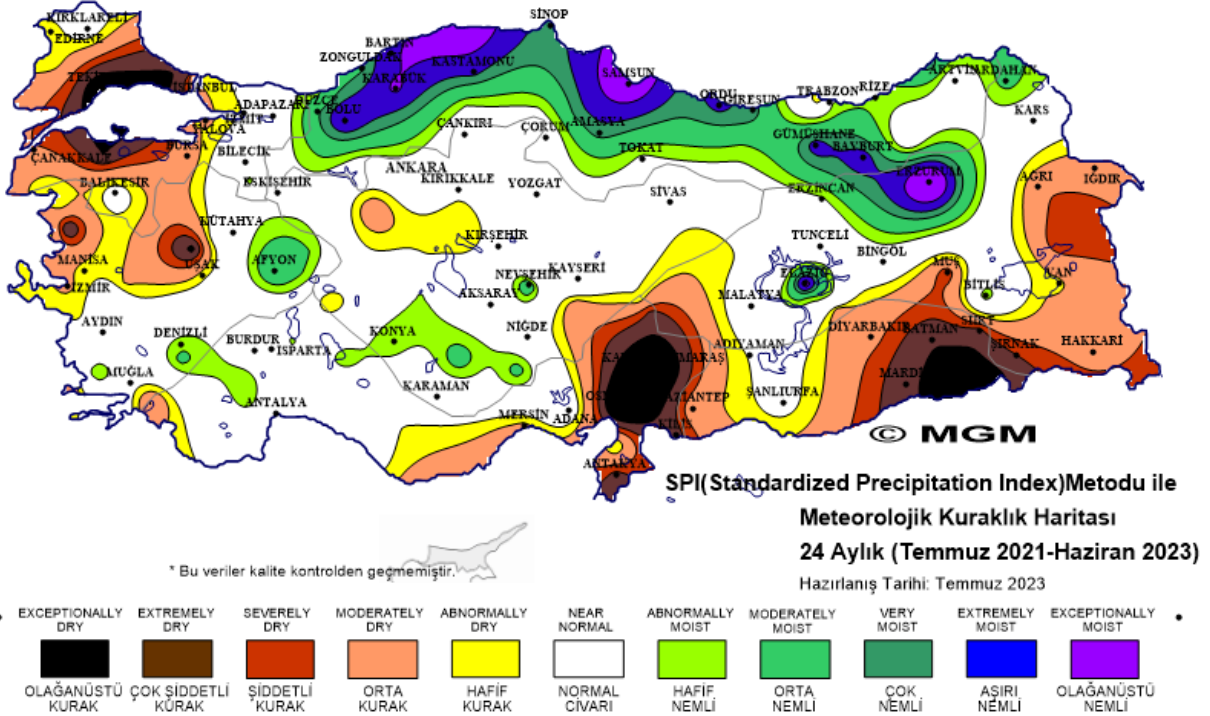 SİNOP
KIRKLARELİ
EDİRNE
BARTIN
ZONGULDAK
KASTAMONU
KARABÜK
SAMSUN
ARTVİN
ARDAHAN
İSTANBUL
ORDU
GİRESUN
TRABZON
RİZE
ADAPAZARI
BOLU
KARS
İZMİT
YALOVA
ÇANKIRI
ÇORUM
AMASYA
GÜMÜŞHANE
BAYBURT
ÇANAKKALE
BURSA
BİLECİK
ANKARA
TOKAT
ERZURUM
IĞDIR
AĞRI
BALIKESİR
ESKİŞEHİR
KIRIKKALE
YOZGAT
SİVAS
ERZİNCAN
KÜTAHYA
KIRŞEHİR
TUNCELİ
BİNGÖL
MANİSA
UŞAK
AFYON
NEVŞEHİR
KAYSERİ
ELAZIĞ
MUŞ
VAN
BİTLİS
İZMİR
AKSARAY
MALATYA
AYDIN
DENİZLİ
BURDUR
ISPARTA
KONYA
NİĞDE
DİYARBAKIR
BATMAN
SİİRT
ŞIRNAK
HAKKARİ
ADIYAMAN
MUĞLA
KARAMAN
ŞANLIURFA
ANTALYA
MERSİN
ADANA
KİLİS
ANTAKYA
© MGM
SPI(Standardized Precipitation Index)Metodu ile
Meteorolojik Kuraklık Haritası
24 Aylık (Temmuz 2021-Haziran 2023)
Hazırlanış Tarihi: Temmuz 2023
* Bu veriler kalite kontrolden geçmemiştir.
EXCEPTIONALLY DRY
EXTREMELY DRY
SEVERELY DRY
MODERATELY DRY
ABNORMALLY DRY
NEAR NORMAL
ABNORMALLY MOIST
MODERATELY MOIST
VERY MOIST
EXTREMELY MOIST
EXCEPTIONALLY MOIST
OLAĞANÜSTÜ KURAK
ÇOK ŞİDDETLİ KURAK
ŞİDDETLİ KURAK
ORTA KURAK
HAFİF KURAK
NORMAL CİVARI
HAFİF NEMLİ
ORTA NEMLİ
ÇOK NEMLİ
AŞIRI NEMLİ
OLAĞANÜSTÜ NEMLİ